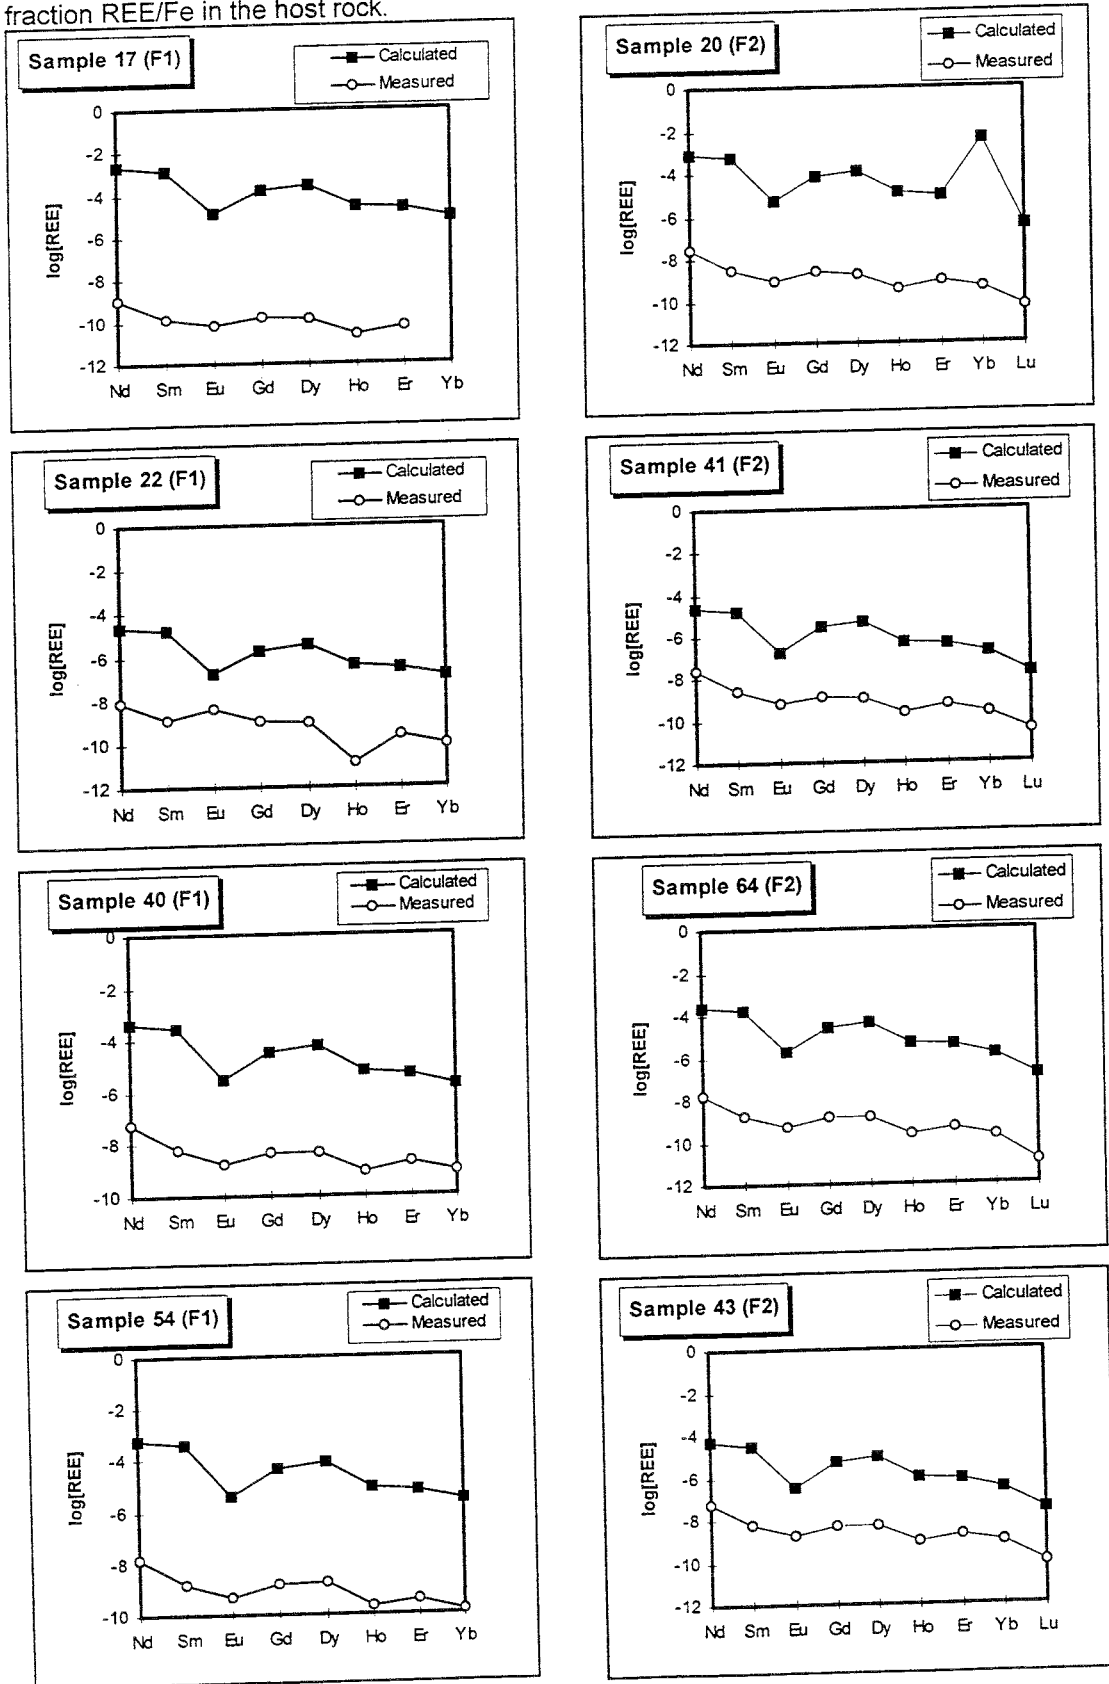 fraction REE/Fe in the host rock.
Sample 17 (F1)
Calculated
Measured
log[REE]
0
-2
-4
-6
-8
-10
-12
Nd Sm Eu Gd Dy Ho Er Yb
Sample 20 (F2)
Calculated
Measured
log[REE]
0
-2
-4
-6
-8
-10
-12
Nd Sm Eu Gd Dy Ho Er Yb Lu
Sample 22 (F1)
Calculated
Measured
log[REE]
0
-2
-4
-6
-8
-10
-12
Nd Sm Eu Gd Dy Ho Er Yb
Sample 41 (F2)
Calculated
Measured
log[REE]
0
-2
-4
-6
-8
-10
-12
Nd Sm Eu Gd Dy Ho Er Yb Lu
Sample 40 (F1)
Calculated
Measured
log[REE]
0
-2
-4
-6
-8
-10
Nd Sm Eu Gd Dy Ho Er Yb
Sample 64 (F2)
Calculated
Measured
log[REE]
0
-2
-4
-6
-8
-10
-12
Nd Sm Eu Gd Dy Ho Er Yb Lu
Sample 54 (F1)
Calculated
Measured
log[REE]
0
-2
-4
-6
-8
-10
Nd Sm Eu Gd Dy Ho Er Yb
Sample 43 (F2)
Calculated
Measured
log[REE]
0
-2
-4
-6
-8
-10
-12
Nd Sm Eu Gd Dy Ho Er Yb Lu